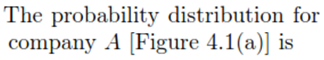 The probability distribution for
company A [Figure 4.1(a)] is